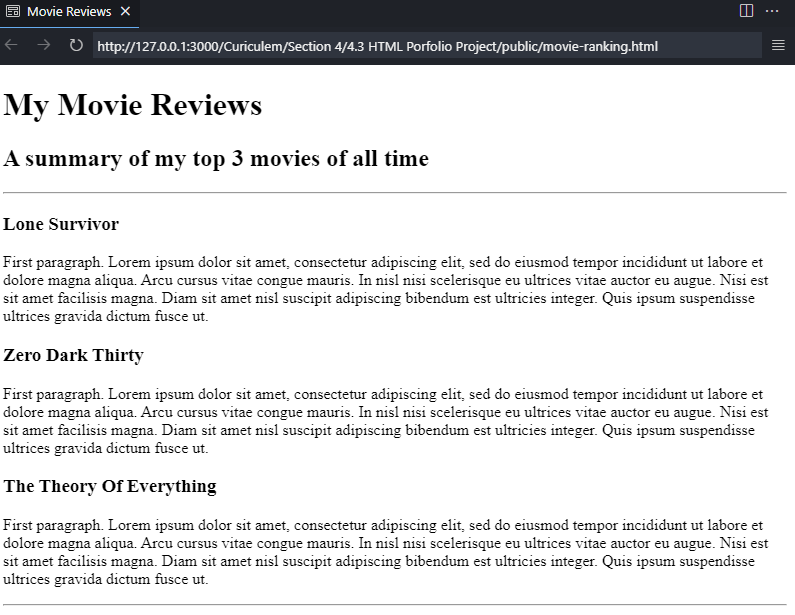 Movie Reviews
http://127.0.0.1:3000/Curiculem/Section 4/4.3 HTML Porfolio Project/public/movie-ranking.html
My Movie Reviews
A summary of my top 3 movies of all time
Lone Survivor
First paragraph. Lorem ipsum dolor sit amet, consectetur adipiscing elit, sed do eiusmod tempor incididunt ut labore et
dolore magna aliqua. Arcu cursus vitae congue mauris. In nisl nisi scelerisque eu ultrices vitae auctor eu augue. Nisi est
sit amet facilisis magna. Diam sit amet nisl suscipit adipiscing bibendum est ultricies integer. Quis ipsum suspendisse
ultrices gravida dictum fusce ut.
Zero Dark Thirty
First paragraph. Lorem ipsum dolor sit amet, consectetur adipiscing elit, sed do eiusmod tempor incididunt ut labore et
dolore magna aliqua. Arcu cursus vitae congue mauris. In nisl nisi scelerisque eu ultrices vitae auctor eu augue. Nisi est
sit amet facilisis magna. Diam sit amet nisl suscipit adipiscing bibendum est ultricies integer. Quis ipsum suspendisse
ultrices gravida dictum fusce ut.
The Theory Of Everything
First paragraph. Lorem ipsum dolor sit amet, consectetur adipiscing elit, sed do eiusmod tempor incididunt ut labore et
dolore magna aliqua. Arcu cursus vitae congue mauris. In nisl nisi scelerisque eu ultrices vitae auctor eu augue. Nisi est
sit amet facilisis magna. Diam sit amet nisl suscipit adipiscing bibendum est ultricies integer. Quis ipsum suspendisse
ultrices gravida dictum fusce ut.